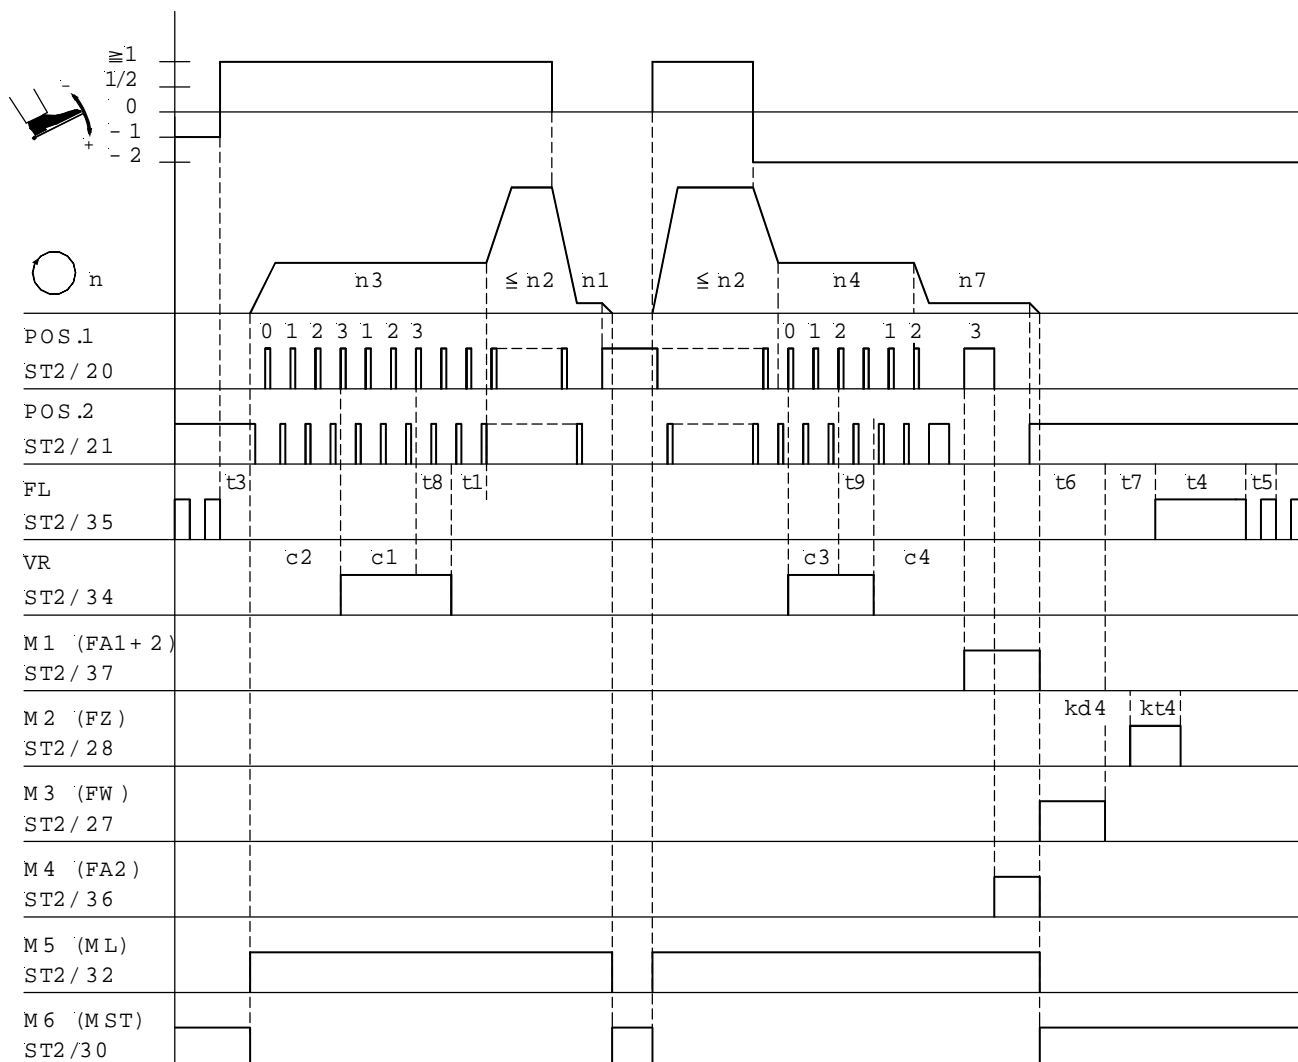 ≧1
1/2
0
-1
-2
−
+
n
n3
≦ n2
n1
≦ n2
n4
n7
POS.1
0 1 2 3 1 2 3
0 1 2 1 2 3
ST2/20
POS.2
ST2/21
FL
t3 t8 t1 t9 t6 t7 t4 t5
ST2/35
VR
c2 c1 c3 c4
ST2/34
M1 (FA1+2)
ST2/37
M2 (FZ)
kd4 kt4
ST2/28
M3 (FW)
ST2/27
M4 (FA2)
ST2/36
M5 (ML)
ST2/32
M6 (MST)
ST2/30